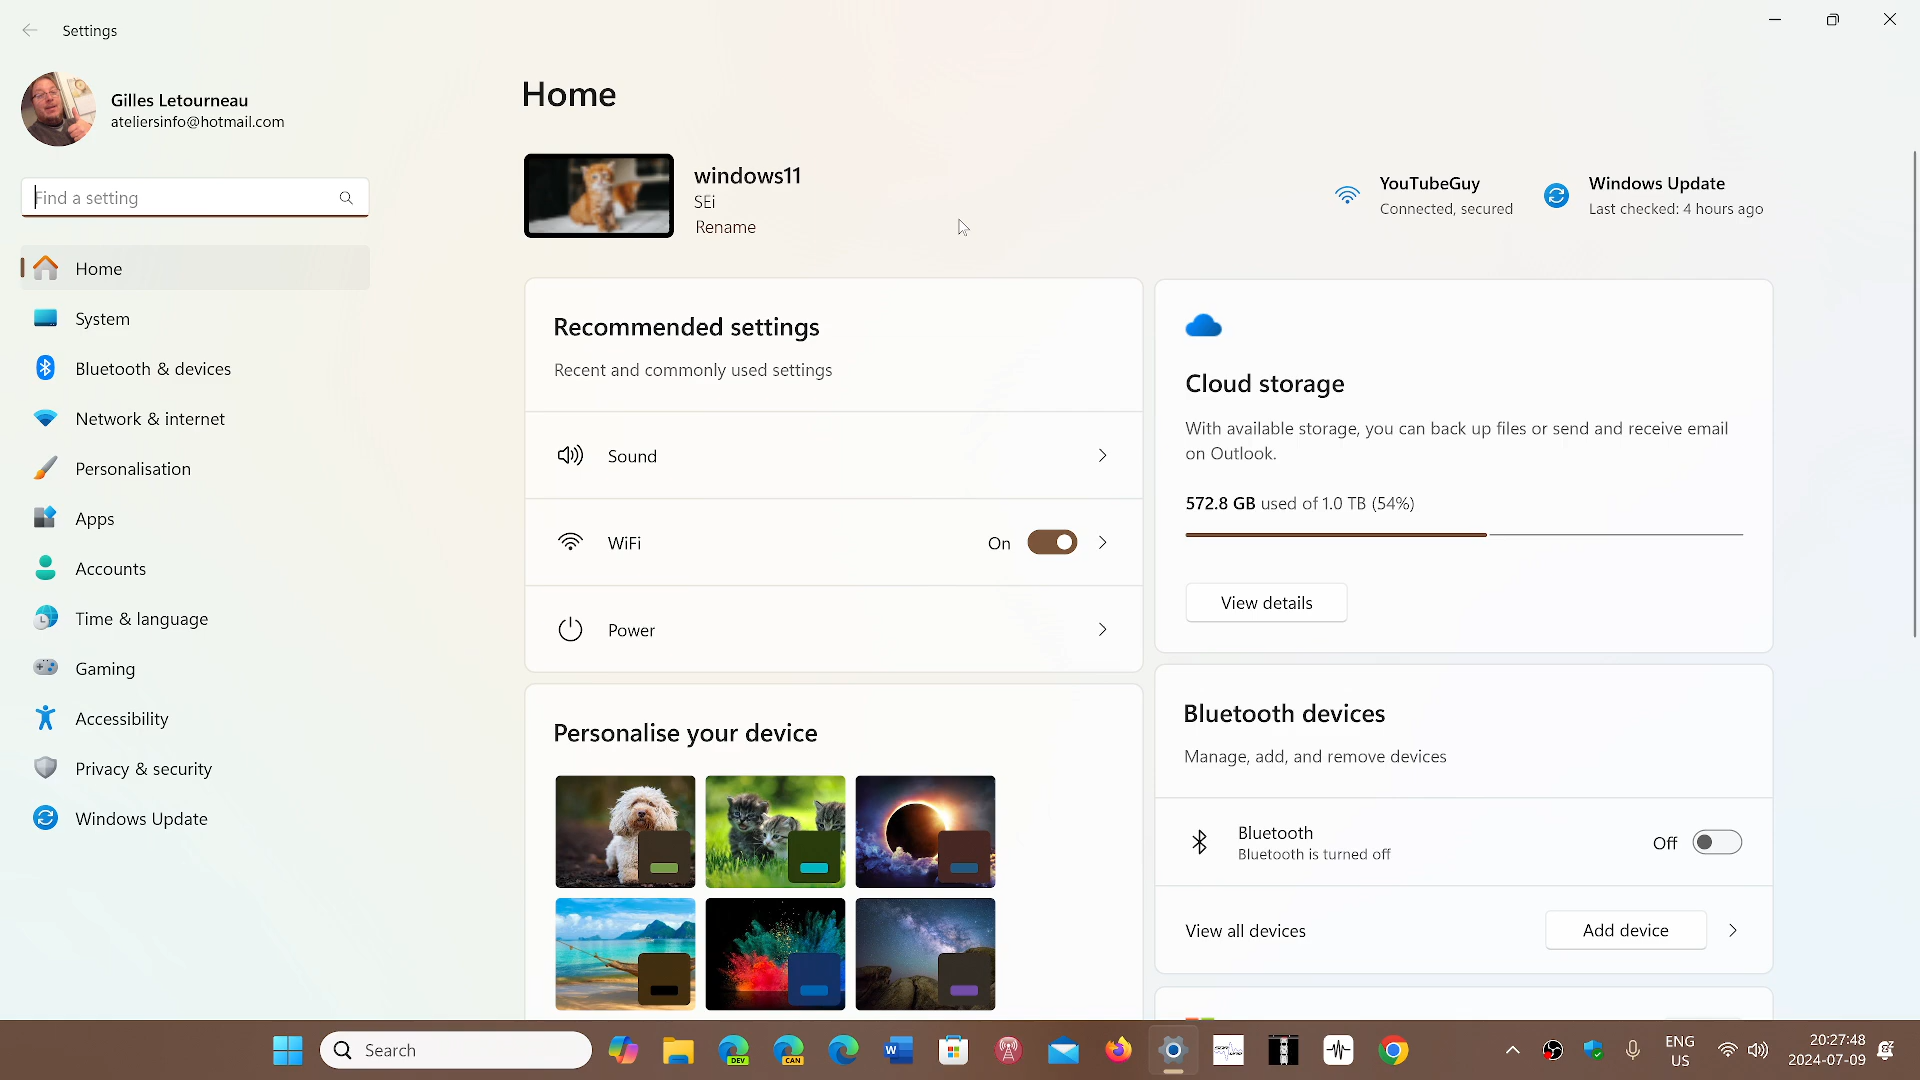 Settings
Gilles Letourneau
ateliersinfo@hotmail.com
Find a setting
Home
System
Bluetooth & devices
Network & internet
Personalisation
Apps
Accounts
Time & language
Gaming
Accessibility
Privacy & security
Windows Update
Home
windows11
SEi
Rename
YouTubeGuy
Connected, secured
Windows Update
Last checked: 4 hours ago
Recommended settings
Recent and commonly used settings
Sound
WiFi
On
Power
Personalise your device
Cloud storage
With available storage, you can back up files or send and receive email
on Outlook.
572.8 GB used of 1.0 TB (54%)
View details
Bluetooth devices
Manage, add, and remove devices
Bluetooth
Bluetooth is turned off
Off
View all devices
Add device
Search
DEV
CAN
W
ENG
US
20:27:48
2024-07-09